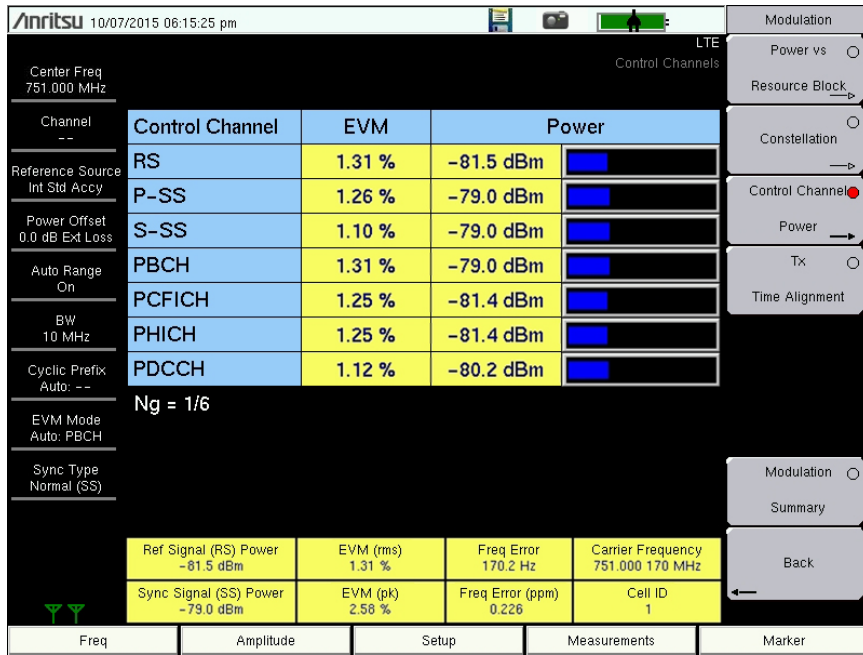 Anritsu 10/07/2015 06:15:25 pm
Center Freq
751.000 MHz
Channel
--
Reference Source
Int Std Accy
Power Offset
0.0 dB Ext Loss
Auto Range
On
BW
10 MHz
Cyclic Prefix
Auto: --
EVM Mode
Auto: PBCH
Sync Type
Normal (SS)
LTE
Control Channels
Control Channel EVM Power
RS 1.31 % -81.5 dBm
P-SS 1.26 % -79.0 dBm
S-SS 1.10 % -79.0 dBm
PBCH 1.31 % -79.0 dBm
PCFICH 1.25 % -81.4 dBm
PHICH 1.25 % -81.4 dBm
PDCCH 1.12 % -80.2 dBm
Ng = 1/6
Ref Signal (RS) Power EVM (rms) Freq Error Carrier Frequency
-81.5 dBm 1.31 % 170.2 Hz 751.000 170 MHz
Sync Signal (SS) Power EVM (pk) Freq Error (ppm) Cell ID
-79.0 dBm 2.58 % 0.226 1
Modulation
Power vs
Resource Block
Constellation
Control Channel
Power
Tx
Time Alignment
Modulation
Summary
Back
Freq Amplitude Setup Measurements Marker